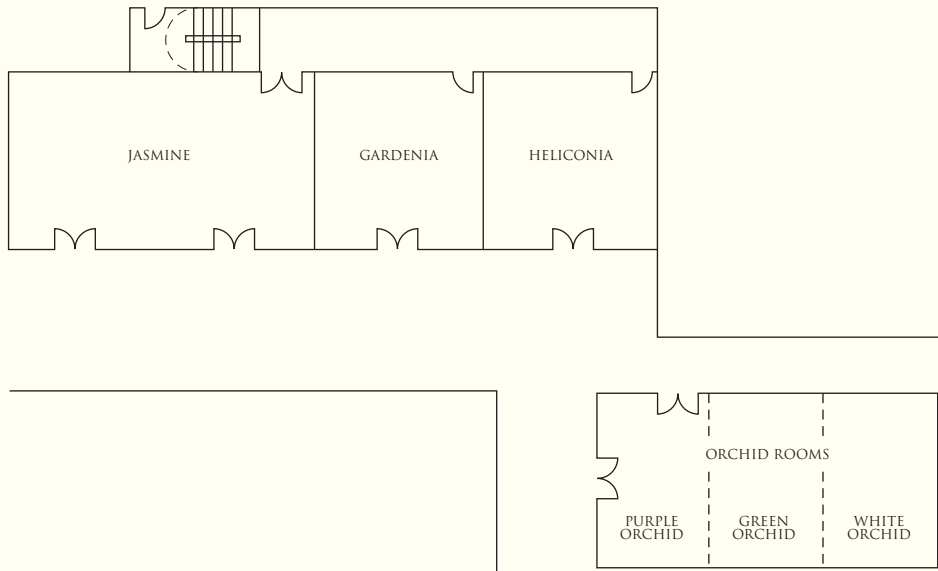 JASMINE
GARDENIA
HELICONIA
ORCHID ROOMS
PURPLE
ORCHID
GREEN
ORCHID
WHITE
ORCHID